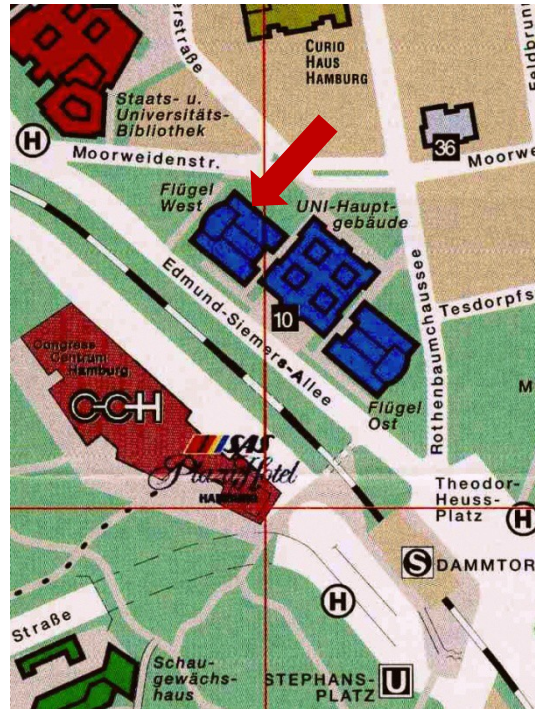 CURIO
HAUS
HAMBURG
Feldbrunn
erstraße
Staats- u.
Universitäts-
Bibliothek
H
36
Moorweidenstr.
Moorwe
Flügel
West
UNI-Haupt-
gebäude
Edmund-Siemers-Allee
10
Rothenbaumchaussee
Tesdorpfs
Congress
Centrum
Hamburg
CCH
Flügel
Ost
M
SAS
Plaza Hotel
HAMBURG
Theodor-
Heuss-
Platz
H
S DAMMTOR
H
Straße
Schau-
gewächs-
haus
STEPHANS-
PLATZ
U